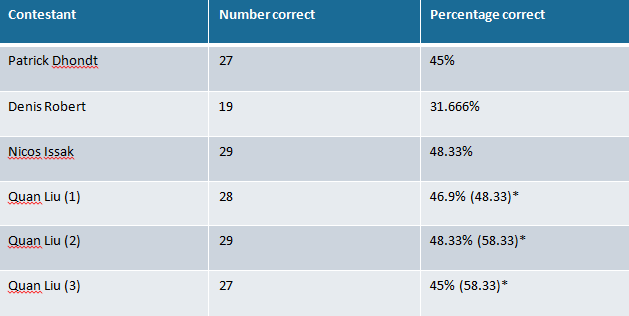 Contestant Number correct Percentage correct
Patrick Dhondt 27 45%
Denis Robert 19 31.666%
Nicos Issak 29 48.33%
Quan Liu (1) 28 46.9% (48.33)*
Quan Liu (2) 29 48.33% (58.33)*
Quan Liu (3) 27 45% (58.33)*